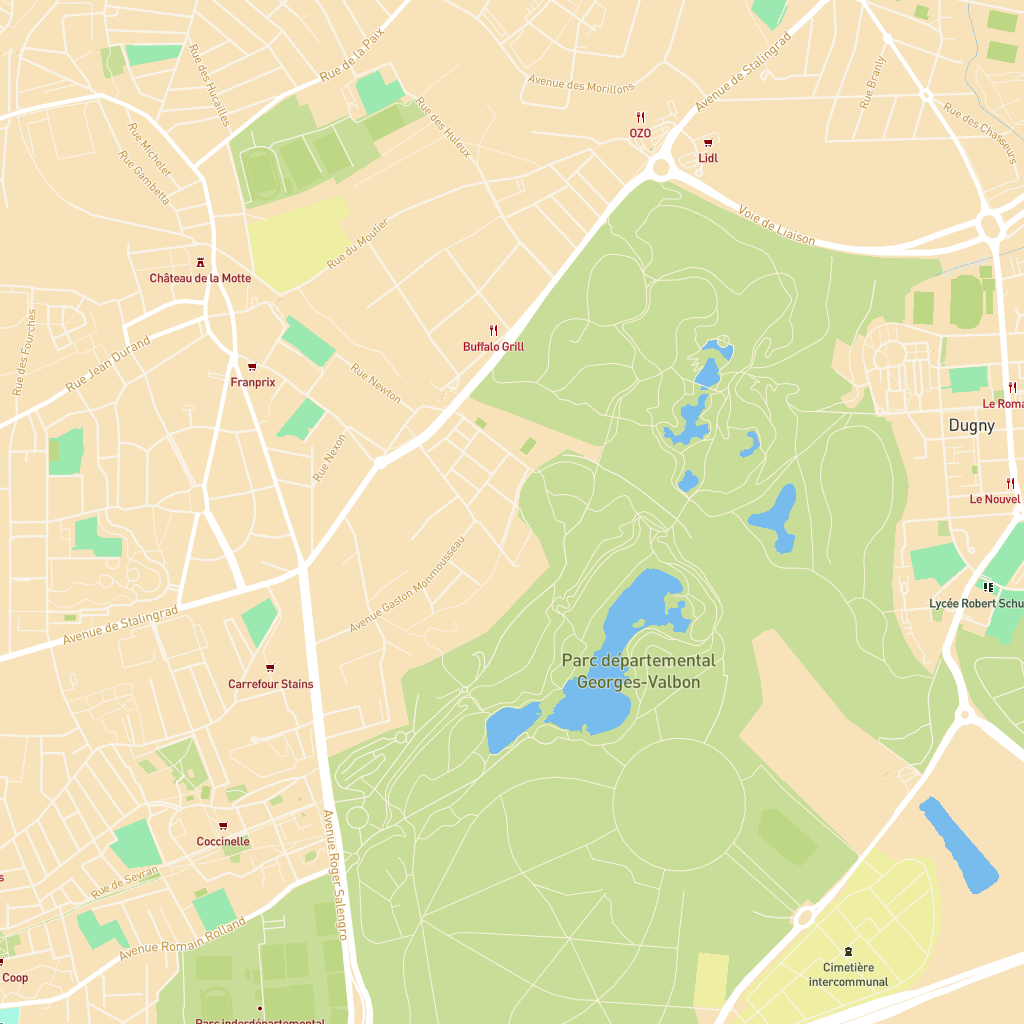 Rue de la Paix
Rue des Hucailles
Avenue des Morillons
Avenue de Stalingrad
Rue Branly
Rue des Chasseurs
Rue des Huleux
OZO
Lidl
Rue Michelet
Rue Gambetta
Voie de Liaison
Rue du Moutier
Château de la Motte
Rue des Fourches
Buffalo Grill
Rue Jean Durand
Franprix
Rue Newton
Le Roma
Dugny
Rue Nexon
Le Nouvel
Avenue Gaston Monmousseau
Lycée Robert Schu
Avenue de Stalingrad
Parc départemental
Georges-Valbon
Carrefour Stains
Avenue Roger Salengro
Coccinelle
Rue de Sevran
s
Avenue Romain Rolland
Coop
Cimetière
intercommunal
Parc inderdépartemental